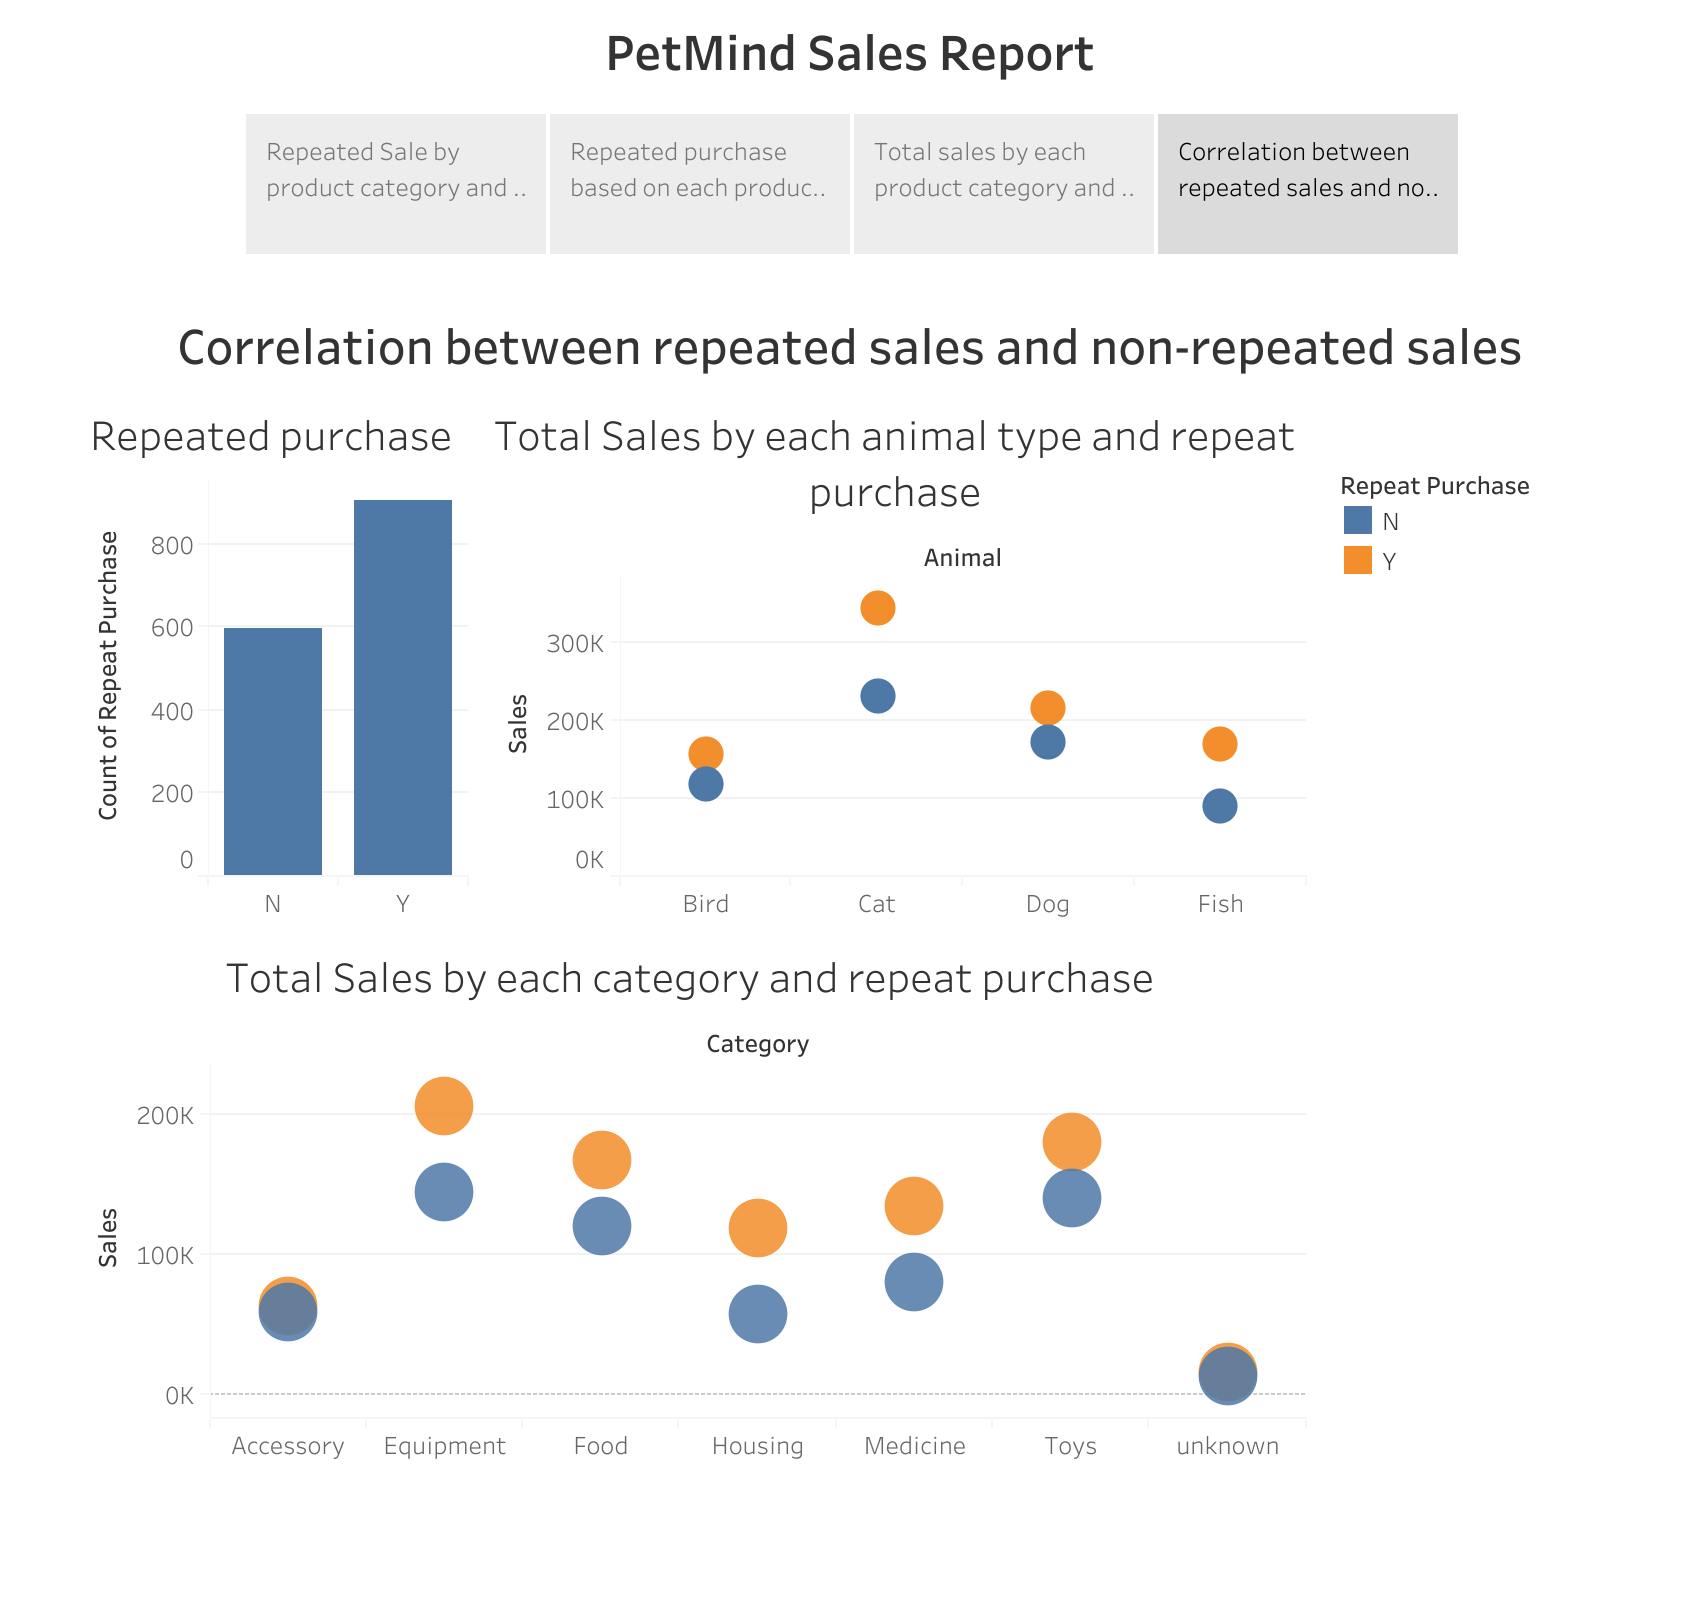 PetMind Sales Report
Repeated Sale by
product category and ..
Repeated purchase
based on each produc..
Total sales by each
product category and ..
Correlation between
repeated sales and no..
Correlation between repeated sales and non-repeated sales
Repeated purchase
Count of Repeat Purchase
800
600
400
200
0
N
Y
Total Sales by each animal type and repeat
purchase
Animal
Sales
300K
200K
100K
0K
Bird
Cat
Dog
Fish
Repeat Purchase
N
Y
Total Sales by each category and repeat purchase
Category
Sales
200K
100K
0K
Accessory
Equipment
Food
Housing
Medicine
Toys
unknown